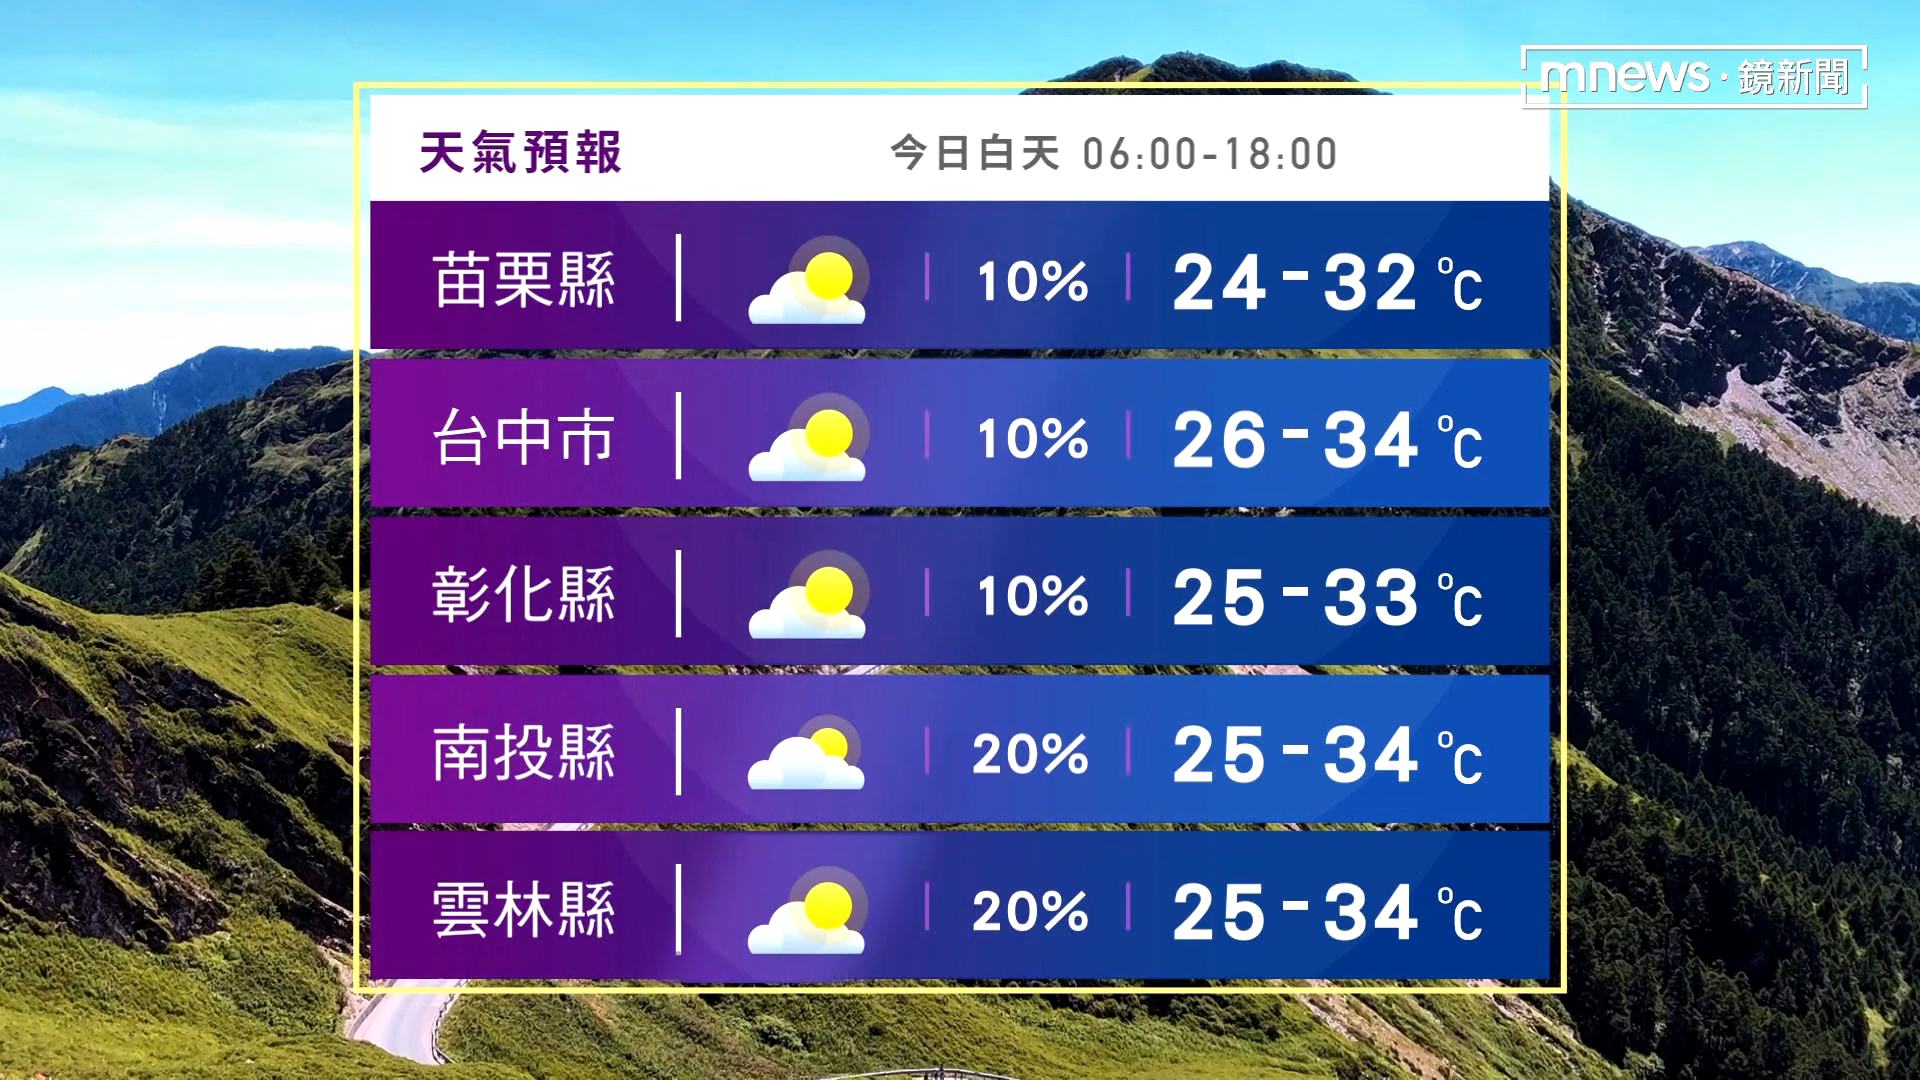 mnews·鏡新聞
天氣預報 今日白天 06:00-18:00
苗栗縣 10% 24-32 °C
台中市 10% 26-34 °C
彰化縣 10% 25-33 °C
南投縣 20% 25-34 °C
雲林縣 20% 25-34 °C